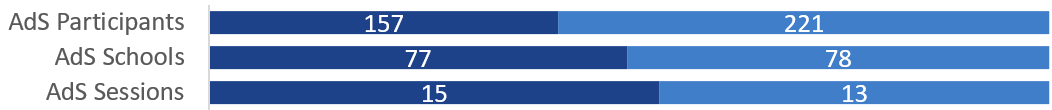 AdS Participants 157 221
AdS Schools 77 78
AdS Sessions 15 13